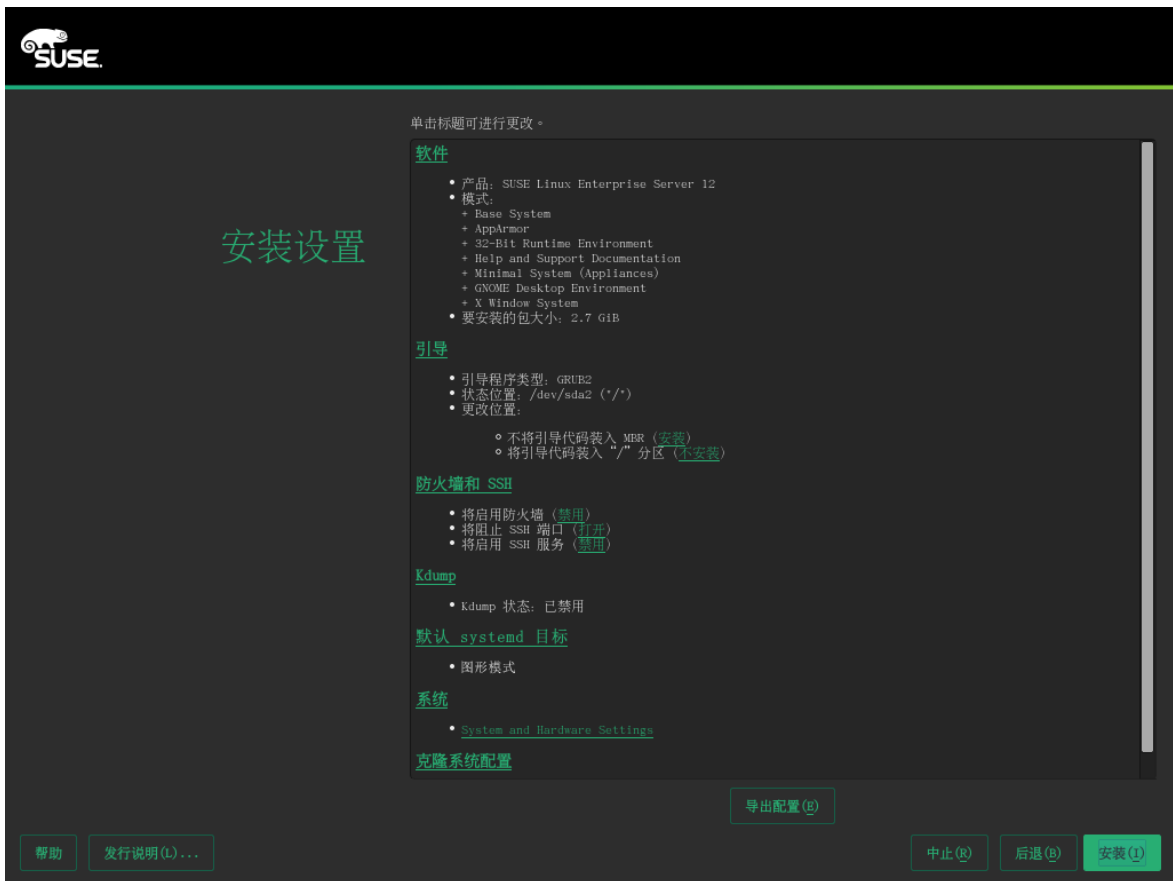 SUSE.
单击标题可进行更改。
安装设置
软件
• 产品: SUSE Linux Enterprise Server 12
• 模式:
+ Base System
+ AppArmor
+ 32-Bit Runtime Environment
+ Help and Support Documentation
+ Minimal System (Appliances)
+ GNOME Desktop Environment
+ X Window System
• 要安装的包大小: 2.7 GiB
引导
• 引导程序类型: GRUB2
• 状态位置: /dev/sda2 ("/")
• 更改位置:
∘ 不将引导代码装入 MBR (安装)
∘ 将引导代码装入 “/” 分区 (不安装)
防火墙和 SSH
• 将启用防火墙 (禁用)
• 将阻止 SSH 端口 (打开)
• 将启用 SSH 服务 (禁用)
Kdump
• Kdump 状态: 已禁用
默认 systemd 目标
• 图形模式
系统
• System and Hardware Settings
克隆系统配置
导出配置(E)
帮助 发行说明(L)... 中止(R) 后退(B) 安装(I)